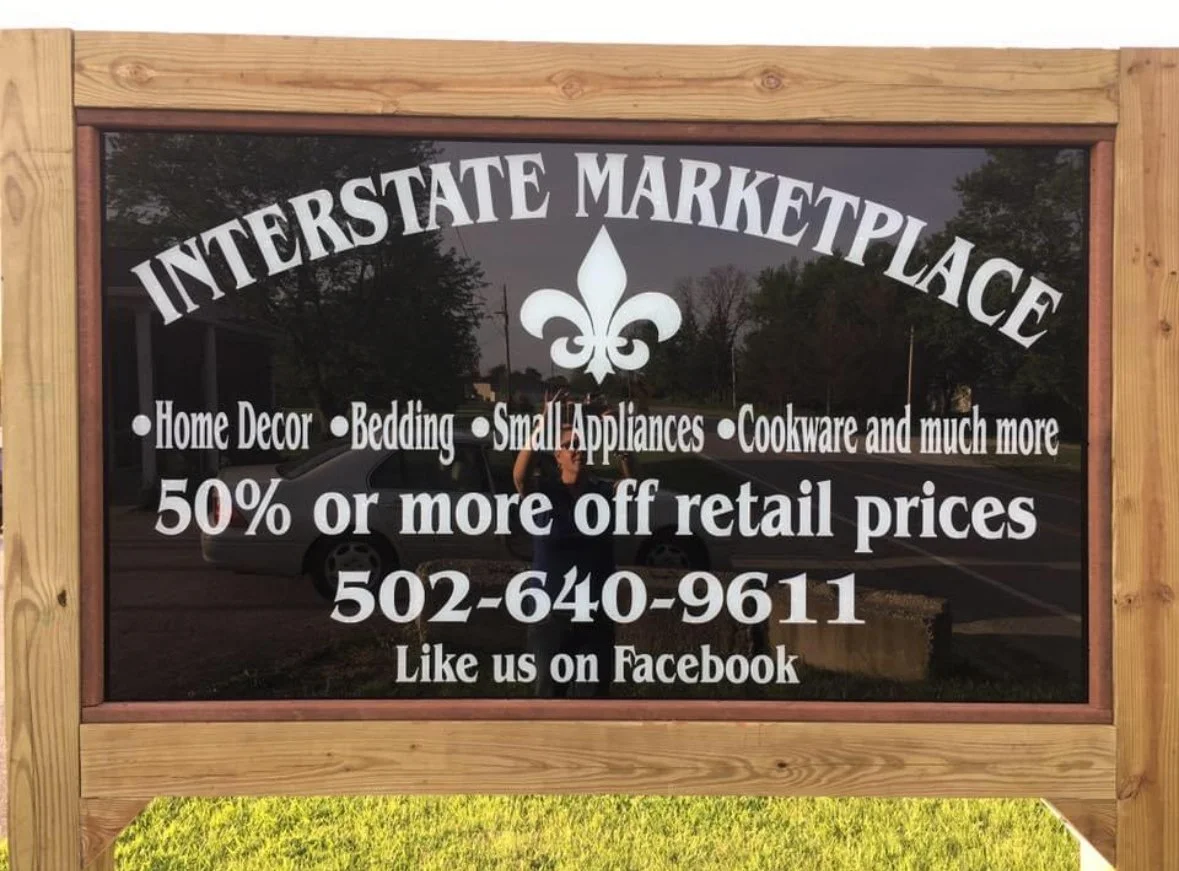 INTERSTATE MARKETPLACE
•Home Decor •Bedding •Small Appliances •Cookware and much more
50% or more off retail prices
502-640-9611
Like us on Facebook